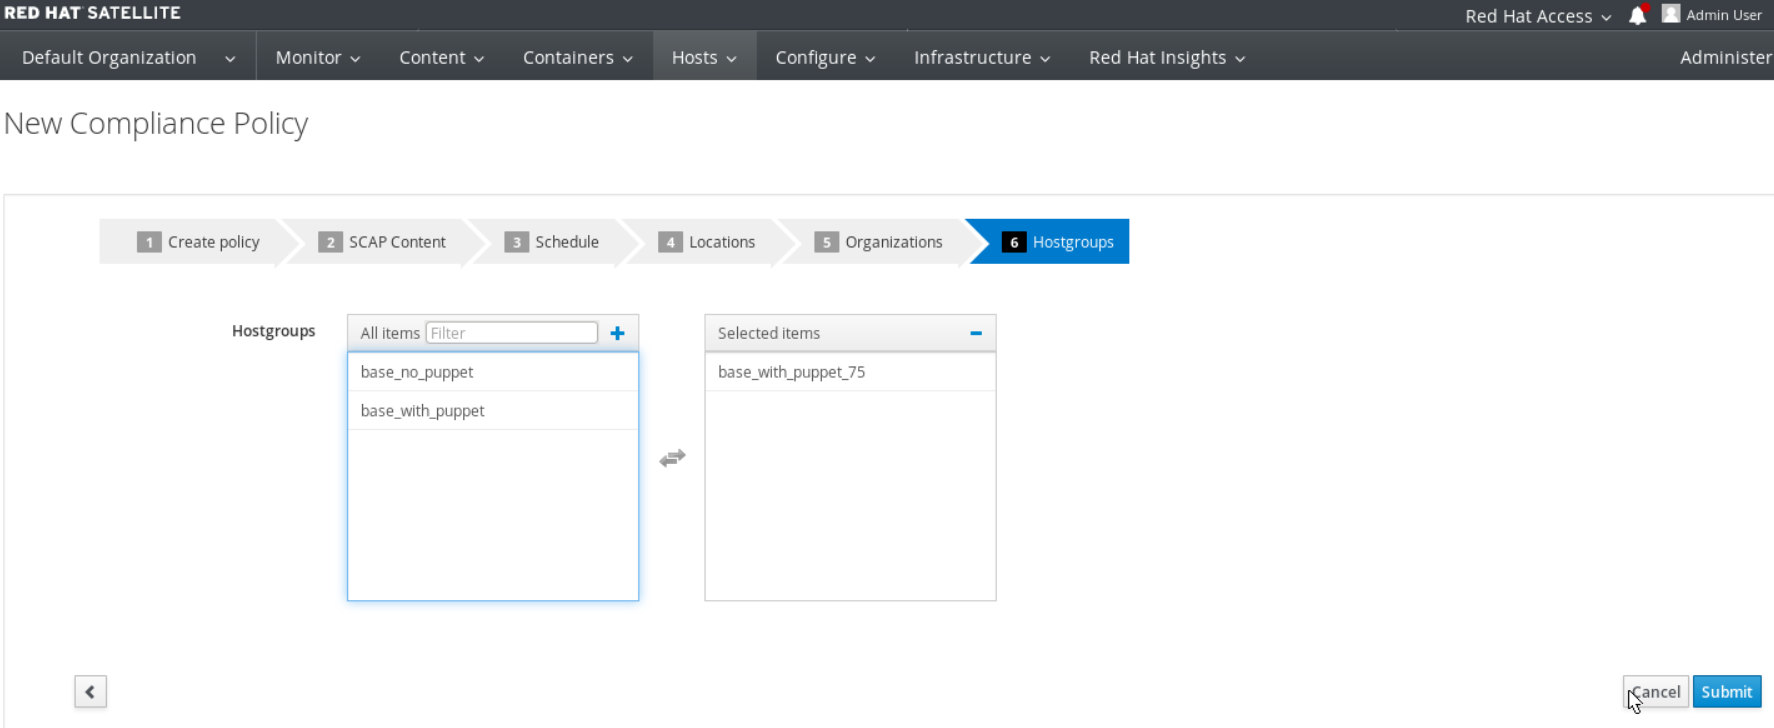 RED HAT SATELLITE
Red Hat Access Admin User
Default Organization Monitor Content Containers Hosts Configure Infrastructure Red Hat Insights Administer
New Compliance Policy
1 Create policy 2 SCAP Content 3 Schedule 4 Locations 5 Organizations 6 Hostgroups
Hostgroups All items Filter Selected items
base_no_puppet base_with_puppet_75
base_with_puppet
Cancel Submit